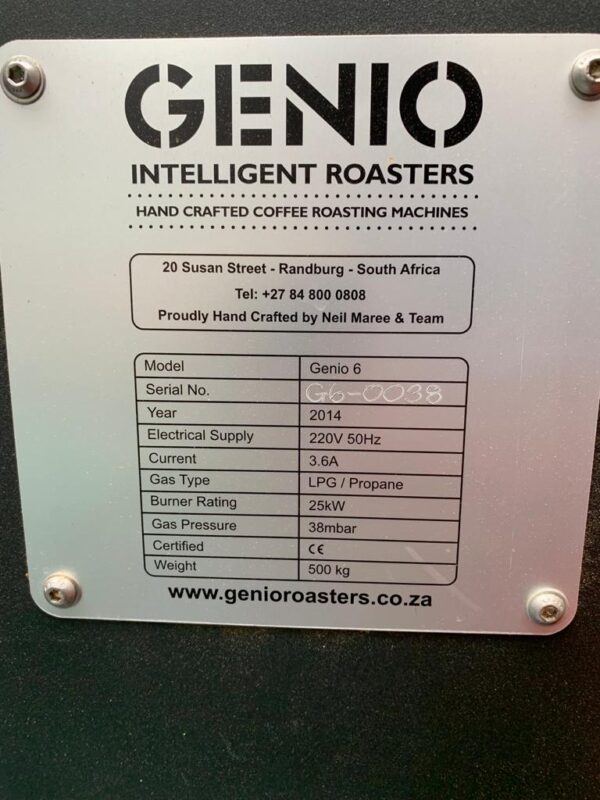 GENIO
INTELLIGENT ROASTERS
HAND CRAFTED COFFEE ROASTING MACHINES
20 Susan Street - Randburg - South Africa
Tel: +27 84 800 0808
Proudly Hand Crafted by Neil Maree & Team
Model Genio 6
Serial No. G6-0038
Year 2014
Electrical Supply 220V 50Hz
Current 3.6A
Gas Type LPG / Propane
Burner Rating 25kW
Gas Pressure 38mbar
Certified CE
Weight 500 kg
www.genioroasters.co.za